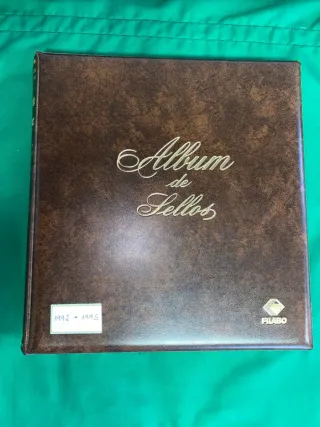 Album
de
Sellos
1992 - 1995
FILABO